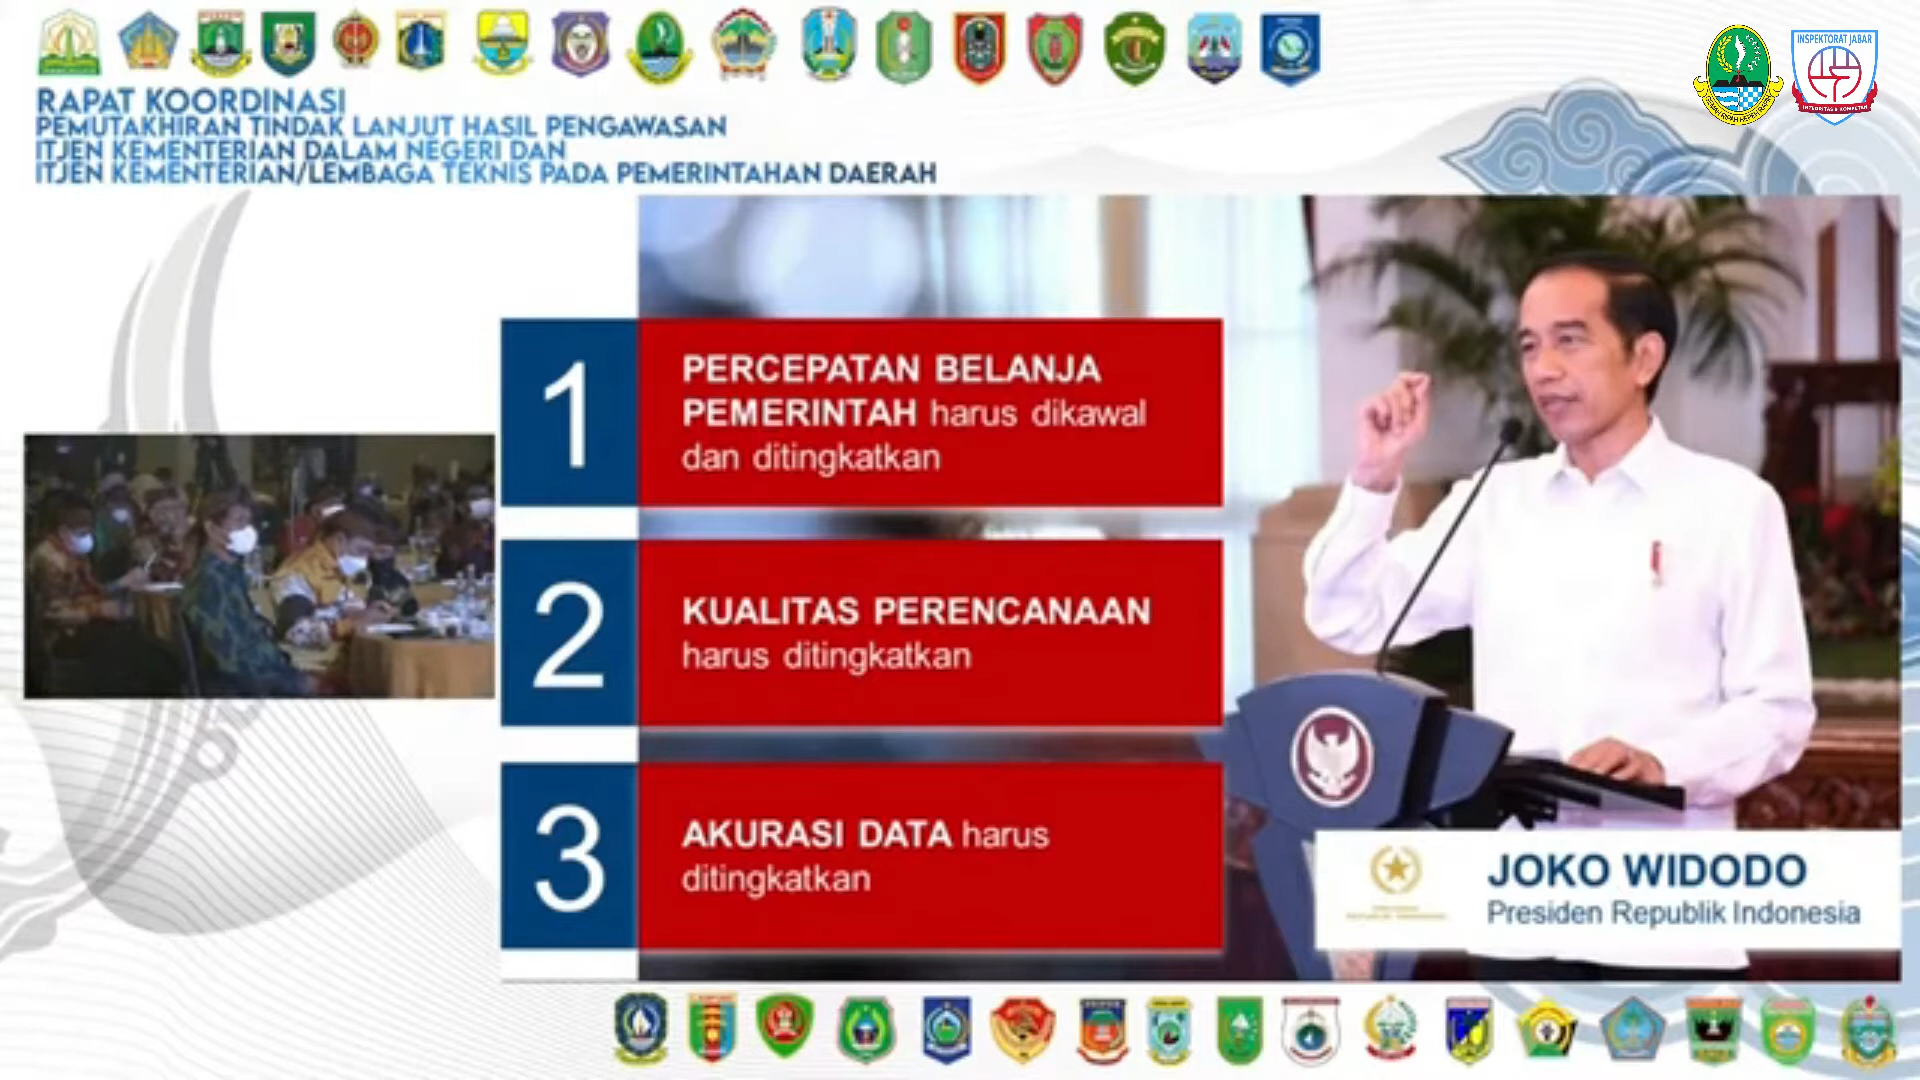 INSPEKTORAT JABAR
INTEGRITAS & KOMPETEN
RAPAT KOORDINASI
PEMUTAKHIRAN TINDAK LANJUT HASIL PENGAWASAN
ITJEN KEMENTERIAN DALAM NEGERI DAN
ITJEN KEMENTERIAN/LEMBAGA TEKNIS PADA PEMERINTAHAN DAERAH
1
PERCEPATAN BELANJA
PEMERINTAH harus dikawal
dan ditingkatkan
2
KUALITAS PERENCANAAN
harus ditingkatkan
3
AKURASI DATA harus
ditingkatkan
JOKO WIDODO
Presiden Republik Indonesia